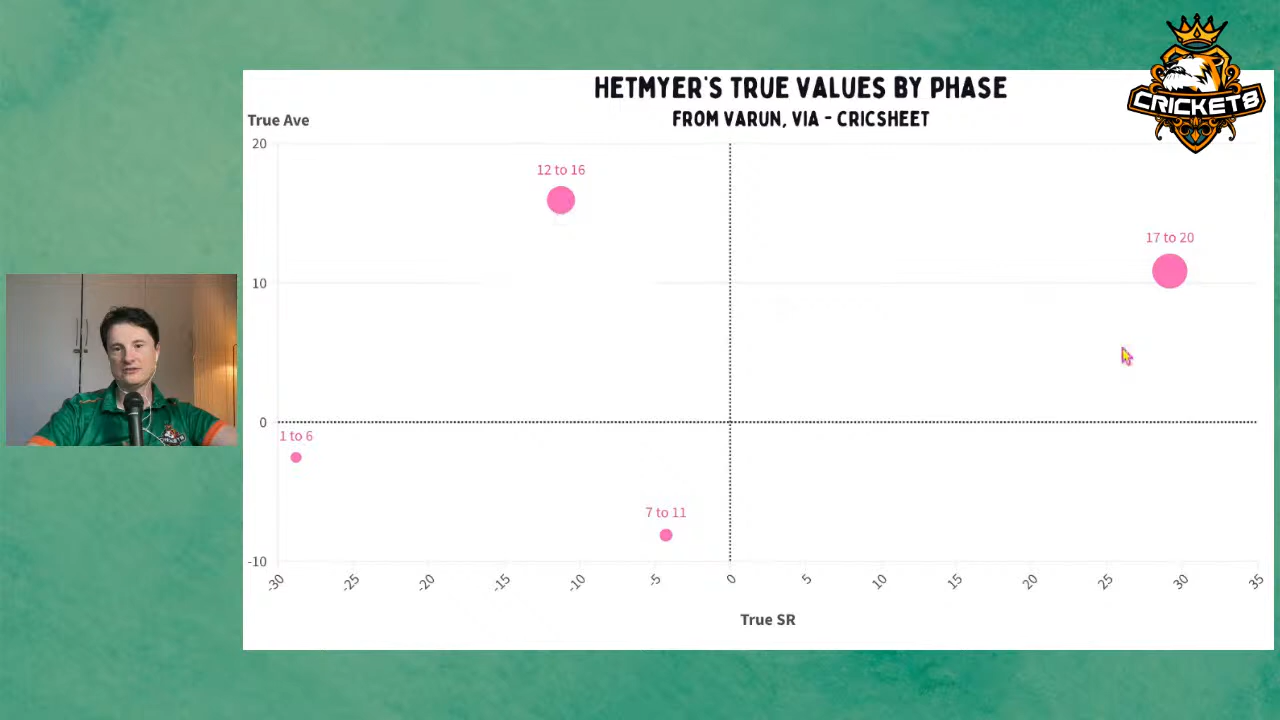 HETMYER'S TRUE VALUES BY PHASE
FROM VARUN, VIA - CRICSHEET
CRICKET8
True Ave
20
12 to 16
17 to 20
10
0
1 to 6
7 to 11
-10
-30 -25 -20 -15 -10 -5 0 5 10 15 20 25 30 35
True SR